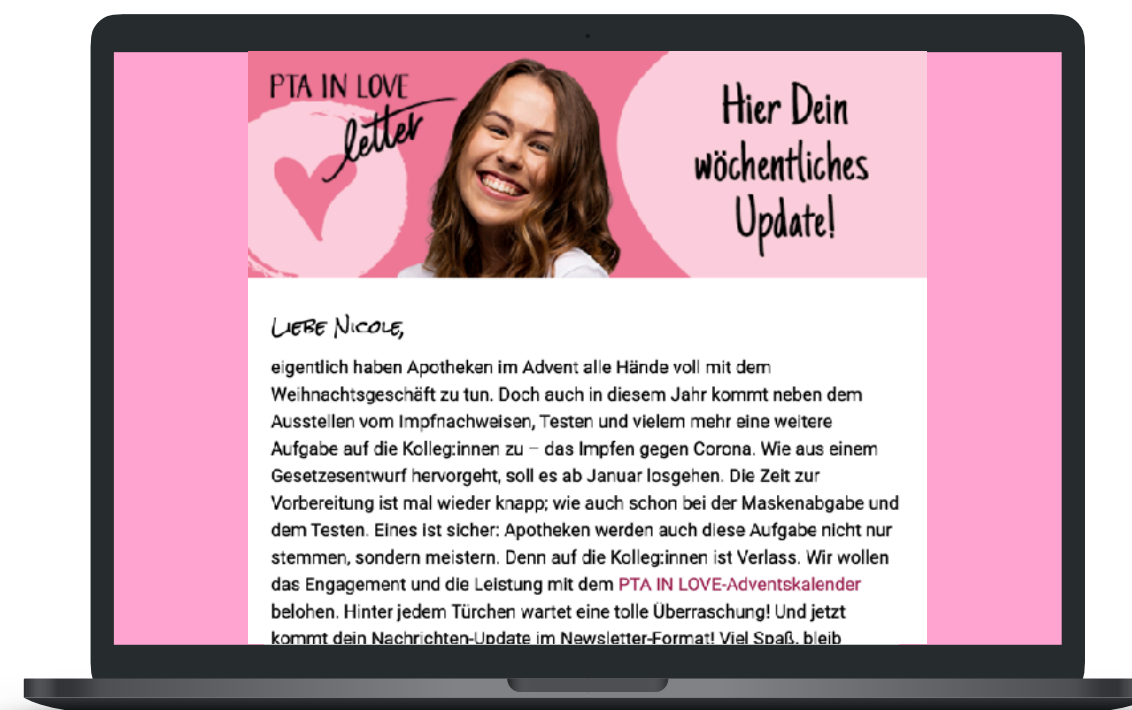 PTA IN LOVE
letter
Hier Dein
wöchentliches
Update!
LIEBE NICOLE,
eigentlich haben Apotheken im Advent alle Hände voll mit dem
Weihnachtsgeschäft zu tun. Doch auch in diesem Jahr kommt neben dem
Ausstellen vom Impfnachweisen, Testen und vielem mehr eine weitere
Aufgabe auf die Kolleg:innen zu – das Impfen gegen Corona. Wie aus einem
Gesetzesentwurf hervorgeht, soll es ab Januar losgehen. Die Zeit zur
Vorbereitung ist mal wieder knapp; wie auch schon bei der Maskenabgabe und
dem Testen. Eines ist sicher: Apotheken werden auch diese Aufgabe nicht nur
stemmen, sondern meistern. Denn auf die Kolleg:innen ist Verlass. Wir wollen
das Engagement und die Leistung mit dem PTA IN LOVE-Adventskalender
belohen. Hinter jedem Türchen wartet eine tolle Überraschung! Und jetzt
kommt dein Nachrichten-Update im Newsletter-Format! Viel Spaß, bleib